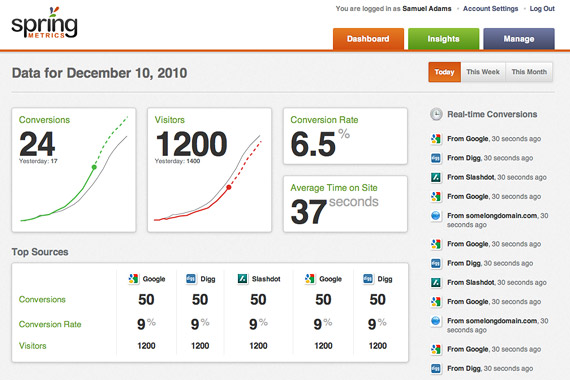 You are logged in as Samuel Adams • Account Settings • Log Out
spring
METRICS
Dashboard
Insights
Manage
Data for December 10, 2010
Today
This Week
This Month
Conversions
24
Yesterday: 17
Visitors
1200
Yesterday: 1400
Conversion Rate
6.5%
Average Time on Site
37 seconds
Real-time Conversions
From Google, 30 seconds ago
From Digg, 30 seconds ago
From Slashdot, 30 seconds ago
From Google, 30 seconds ago
From somelongdomain.com, 30
seconds ago
From Google, 30 seconds ago
From Digg, 30 seconds ago
From Slashdot, 30 seconds ago
From Google, 30 seconds ago
From somelongdomain.com, 30
seconds ago
From Google, 30 seconds ago
From Digg, 30 seconds ago
Top Sources
Google digg Digg Slashdot Google digg Digg
Conversions 50 50 50 50 50
Conversion Rate 9% 9% 9% 9% 9%
Visitors 1200 1200 1200 1200 1200